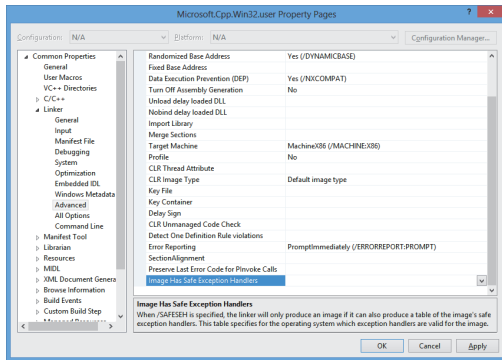 Microsoft.Cpp.Win32.user Property Pages
? ×
Configuration: N/A
Platform: N/A
Configuration Manager...
Common Properties
General
User Macros
VC++ Directories
C/C++
Linker
General
Input
Manifest File
Debugging
System
Optimization
Embedded IDL
Windows Metadata
Advanced
All Options
Command Line
Manifest Tool
Librarian
Resources
MIDL
XML Document Genera
Browse Information
Build Events
Custom Build Step
Managed Resources
Randomized Base Address Yes (/DYNAMICBASE)
Fixed Base Address
Data Execution Prevention (DEP) Yes (/NXCOMPAT)
Turn Off Assembly Generation No
Unload delay loaded DLL
Nobind delay loaded DLL
Import Library
Merge Sections
Target Machine MachineX86 (/MACHINE:X86)
Profile No
CLR Thread Attribute
CLR Image Type Default image type
Key File
Key Container
Delay Sign
CLR Unmanaged Code Check
Detect One Definition Rule violations
Error Reporting PromptImmediately (/ERRORREPORT:PROMPT)
SectionAlignment
Preserve Last Error Code for PInvoke Calls
Image Has Safe Exception Handlers
Image Has Safe Exception Handlers
When /SAFESEH is specified, the linker will only produce an image if it can also produce a table of the image's safe
exception handlers. This table specifies for the operating system which exception handlers are valid for the image.
OK Cancel Apply